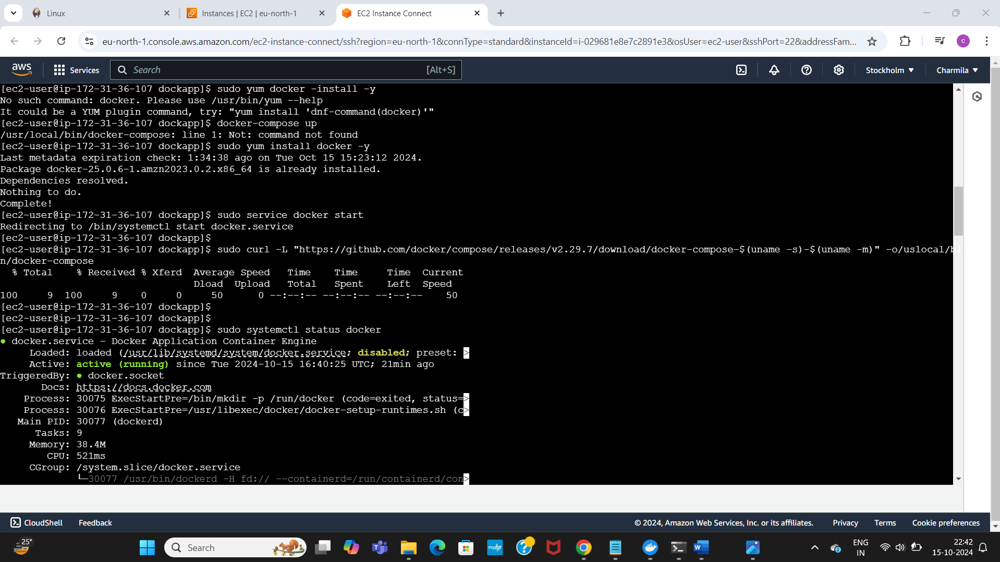 Linux
Instances | EC2 | eu-north-1
EC2 Instance Connect
eu-north-1.console.aws.amazon.com/ec2-instance-connect/ssh?region=eu-north-1&connType=standard&instanceId=i-029681e8e7c2891e3&osUser=ec2-user&sshPort=22&addressFam...
C
aws Services Search [Alt+S] Stockholm ▼ Charmila ▼
[ec2-user@ip-172-31-36-107 dockapp]$ sudo yum docker -install -y
No such command: docker. Please use /usr/bin/yum --help
It could be a YUM plugin command, try: "yum install 'dnf-command(docker)'"
[ec2-user@ip-172-31-36-107 dockapp]$ docker-compose up
/usr/local/bin/docker-compose: line 1: Not: command not found
[ec2-user@ip-172-31-36-107 dockapp]$ sudo yum install docker -y
Last metadata expiration check: 1:34:38 ago on Tue Oct 15 15:23:12 2024.
Package docker-25.0.6-1.amzn2023.0.2.x86_64 is already installed.
Dependencies resolved.
Nothing to do.
Complete!
[ec2-user@ip-172-31-36-107 dockapp]$ sudo service docker start
Redirecting to /bin/systemctl start docker.service
[ec2-user@ip-172-31-36-107 dockapp]$
[ec2-user@ip-172-31-36-107 dockapp]$ sudo curl -L "https://github.com/docker/compose/releases/v2.29.7/download/docker-compose-$(uname -s)-$(uname -m)" -o/uslocal/bi
n/docker-compose
  % Total    % Received % Xferd  Average Speed   Time    Time     Time  Current
                                 Dload  Upload   Total   Spent    Left  Speed
100     9  100     9    0     0     50      0 --:--:-- --:--:-- --:--:--    50
[ec2-user@ip-172-31-36-107 dockapp]$
[ec2-user@ip-172-31-36-107 dockapp]$
[ec2-user@ip-172-31-36-107 dockapp]$ sudo systemctl status docker
● docker.service - Docker Application Container Engine
     Loaded: loaded (/usr/lib/systemd/system/docker.service; disabled; preset: >
     Active: active (running) since Tue 2024-10-15 16:40:25 UTC; 21min ago
TriggeredBy: ● docker.socket
       Docs: https://docs.docker.com
    Process: 30075 ExecStartPre=/bin/mkdir -p /run/docker (code=exited, status=>
    Process: 30076 ExecStartPre=/usr/libexec/docker/docker-setup-runtimes.sh (c>
   Main PID: 30077 (dockerd)
      Tasks: 9
     Memory: 38.4M
        CPU: 521ms
     CGroup: /system.slice/docker.service
             └─30077 /usr/bin/dockerd -H fd:// --containerd=/run/containerd/con>
CloudShell Feedback © 2024, Amazon Web Services, Inc. or its affiliates. Privacy Terms Cookie preferences
25° Search myhp ENG 22:42
IN 15-10-2024